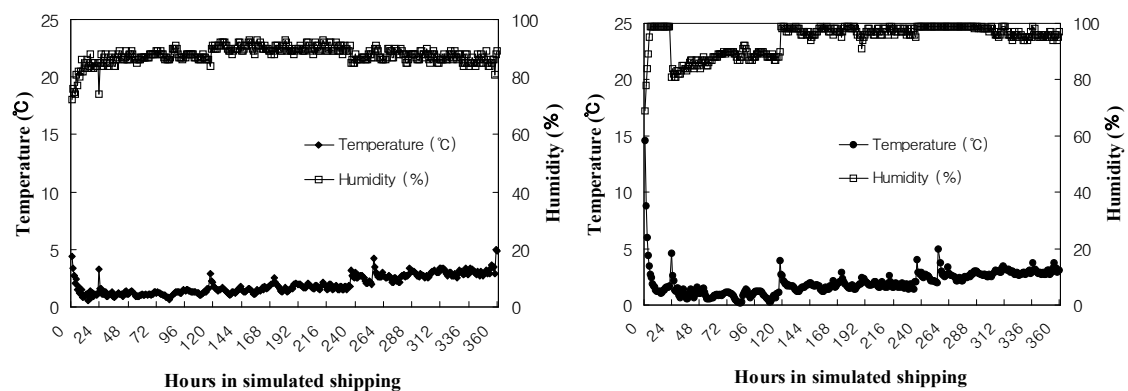 25
20
15
10
5
0
Temperature (℃)
100
80
60
40
20
0
Humidity (%)
Temperature (℃)
Humidity (%)
0 24 48 72 96 120 144 168 192 216 240 264 288 312 336 360
Hours in simulated shipping
25
20
15
10
5
0
Temperature (℃)
100
80
60
40
20
0
Humidity (%)
Temperature (℃)
Humidity (%)
0 24 48 72 96 120 144 168 192 216 240 264 288 312 336 360
Hours in simulated shipping